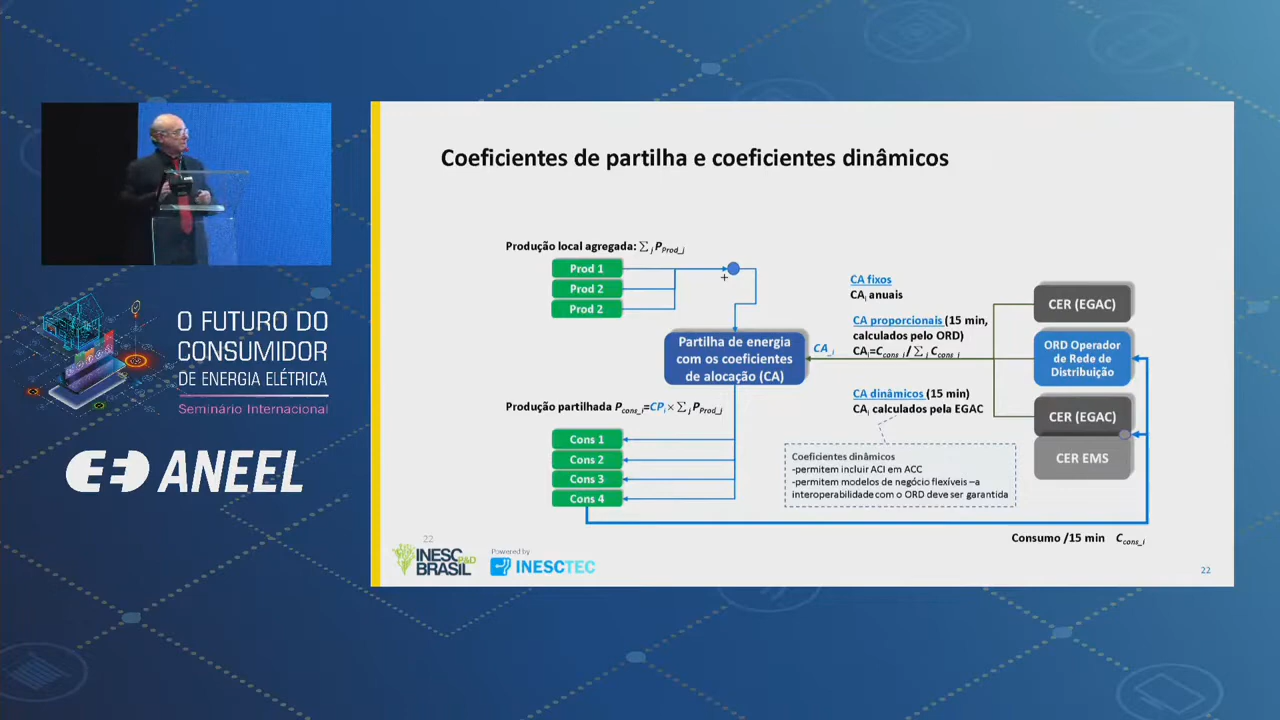 Coeficientes de partilha e coeficientes dinâmicos
Produção local agregada: ∑ j P Prod_j
Prod 1
Prod 2
Prod 2
Partilha de energia
com os coeficientes
de alocação (CA)
CA_i
CA fixos
CAi anuais
CA proporcionais (15 min,
calculados pelo ORD)
CAi=Ccons_i / ∑ j Ccons_i
CA dinâmicos (15 min)
CAi calculados pela EGAC
CER (EGAC)
ORD Operador
de Rede de
Distribuição
CER (EGAC)
CER EMS
Produção partilhada Pcons_i=CPi× ∑ j PProd_j
Cons 1
Cons 2
Cons 3
Cons 4
Coeficientes dinâmicos
-permitem incluir ACI em ACC
-permitem modelos de negócio flexíveis –a
interoperabilidade com o ORD deve ser garantida
Consumo /15 min Ccons_i
22
INESC P&D
BRASIL
Powered by
INESCTEC
22
O FUTURO DO
CONSUMIDOR
DE ENERGIA ELÉTRICA
Seminário Internacional
ANEEL